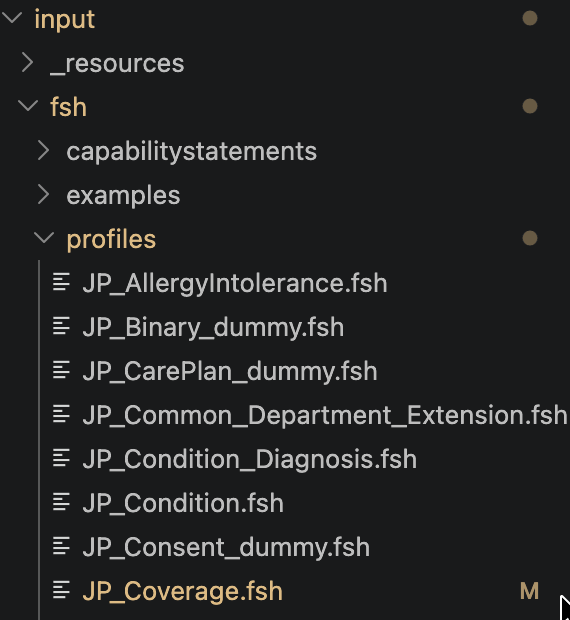 input
_resources
fsh
capabilitystatements
examples
profiles
JP_AllergyIntolerance.fsh
JP_Binary_dummy.fsh
JP_CarePlan_dummy.fsh
JP_Common_Department_Extension.fsh
JP_Condition_Diagnosis.fsh
JP_Condition.fsh
JP_Consent_dummy.fsh
JP_Coverage.fsh M